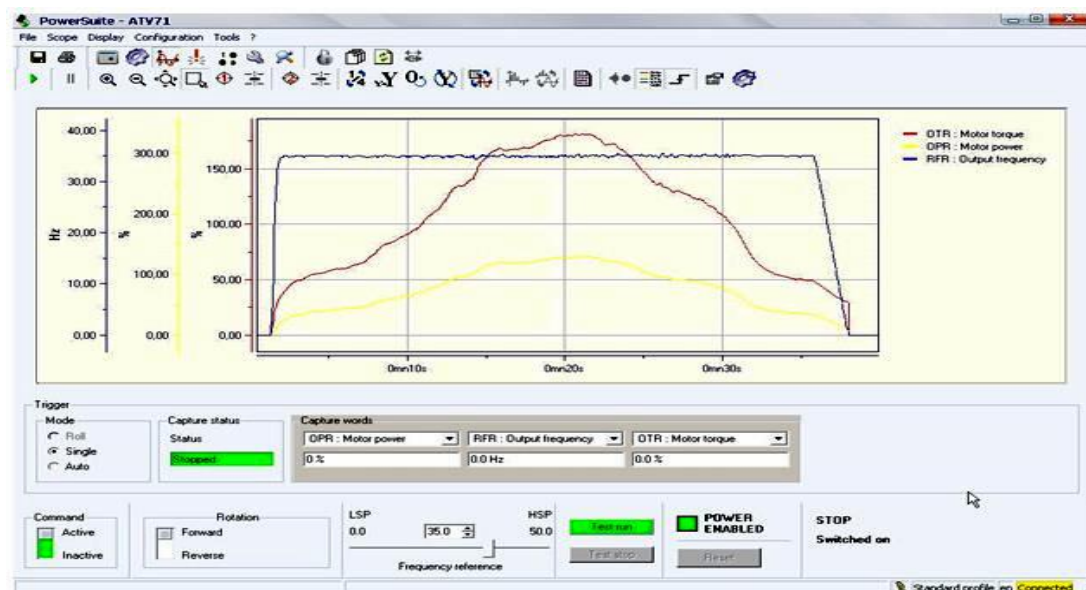 PowerSuite - ATV71
File Scope Display Configuration Tools ?
40,00
30,00
Hz 20,00
10,00
0,00
300,00
200,00
%
100,00
0,00
150,00
100,00
%
50,00
0,00
0mn10s 0mn20s 0mn30s
OTR : Motor torque
OPR : Motor power
RFR : Output frequency
Trigger
Mode
Roll
Single
Auto
Capture status
Status
Stopped
Capture words
OPR : Motor power RFR : Output frequency OTR : Motor torque
0 % 0.0 Hz 0.0 %
Command
Active
Inactive
Rotation
Forward
Reverse
LSP HSP
0.0 35.0 50.0
Frequency reference
Test run
Test stop
POWER ENABLED
Reset
STOP
Switched on
Standard profile en Connected